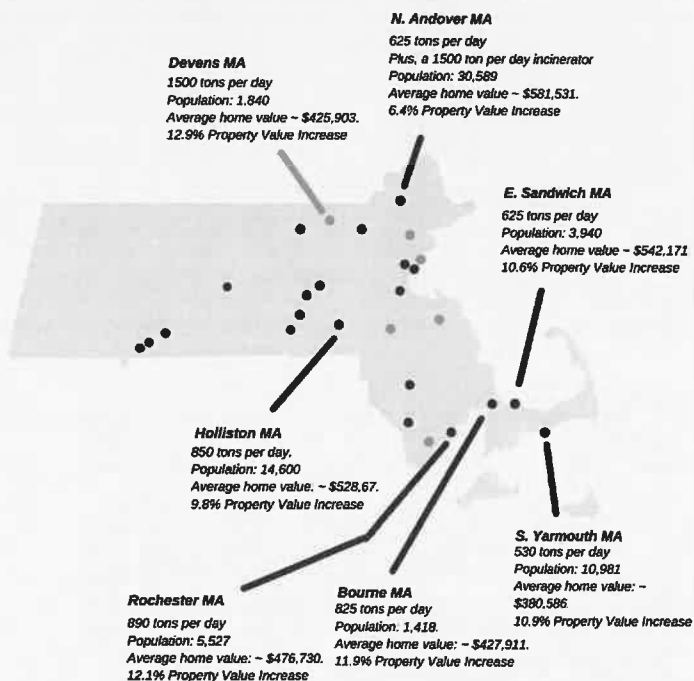 N. Andover MA
625 tons per day
Plus, a 1500 ton per day incinerator
Population: 30,589
Average home value ~ $581,531.
6.4% Property Value Increase
Devens MA
1500 tons per day
Population: 1,840
Average home value ~ $425,903.
12.9% Property Value Increase
E. Sandwich MA
625 tons per day
Population: 3,940
Average home value ~ $542,171
10.6% Property Value Increase
Holliston MA
850 tons per day.
Population: 14,600
Average home value. ~ $528,67.
9.8% Property Value Increase
S. Yarmouth MA
530 tons per day
Population: 10,981
Average home value: ~
$380,586.
10.9% Property Value Increase
Rochester MA
890 tons per day
Population: 5,527
Average home value: ~ $476,730.
12.1% Property Value Increase
Bourne MA
825 tons per day
Population: 1,418.
Average home value: ~ $427,911.
11.9% Property Value Increase